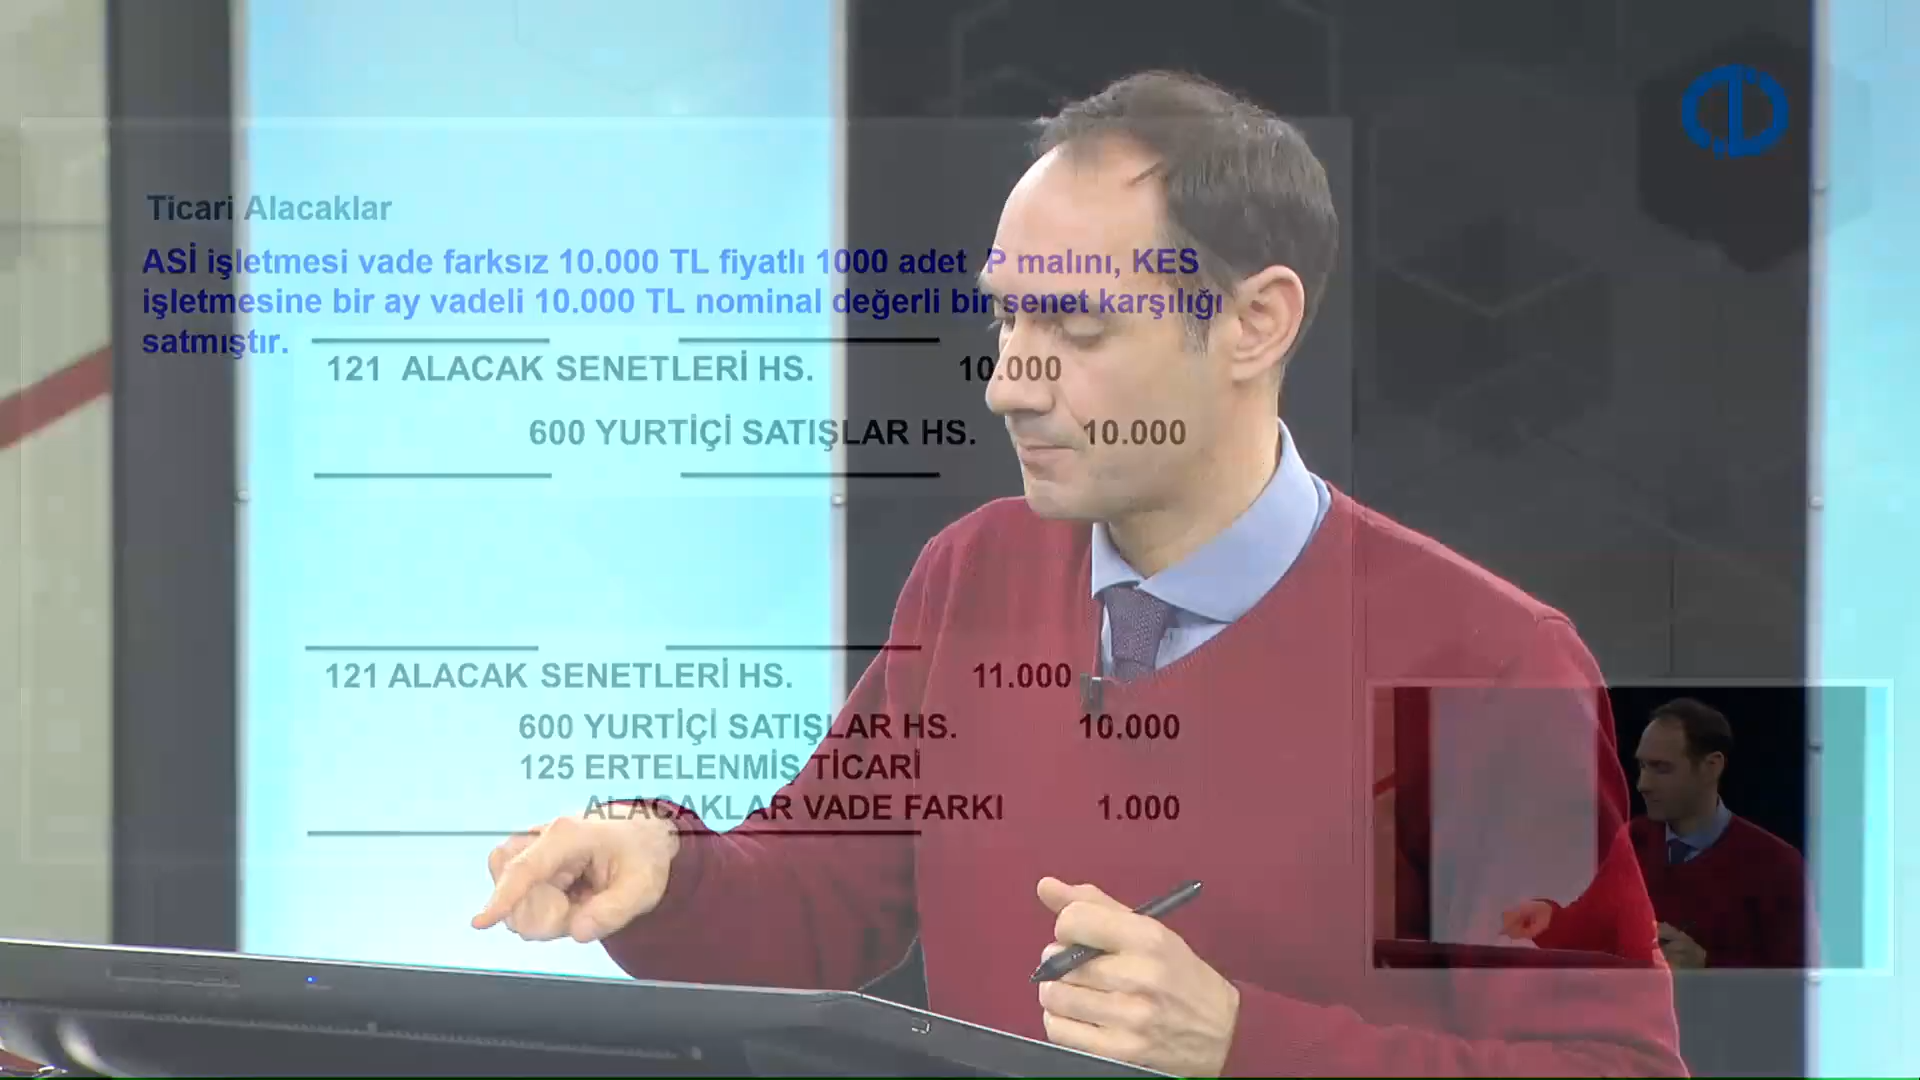 Ticari Alacaklar
ASİ işletmesi vade farksız 10.000 TL fiyatlı 1000 adet P malını, KES
işletmesine bir ay vadeli 10.000 TL nominal değerli bir senet karşılığı
satmıştır.
121 ALACAK SENETLERİ HS. 10.000
600 YURTİÇİ SATIŞLAR HS. 10.000
121 ALACAK SENETLERİ HS. 11.000
600 YURTİÇİ SATIŞLAR HS. 10.000
125 ERTELENMİŞ TİCARİ
ALACAKLAR VADE FARKI 1.000